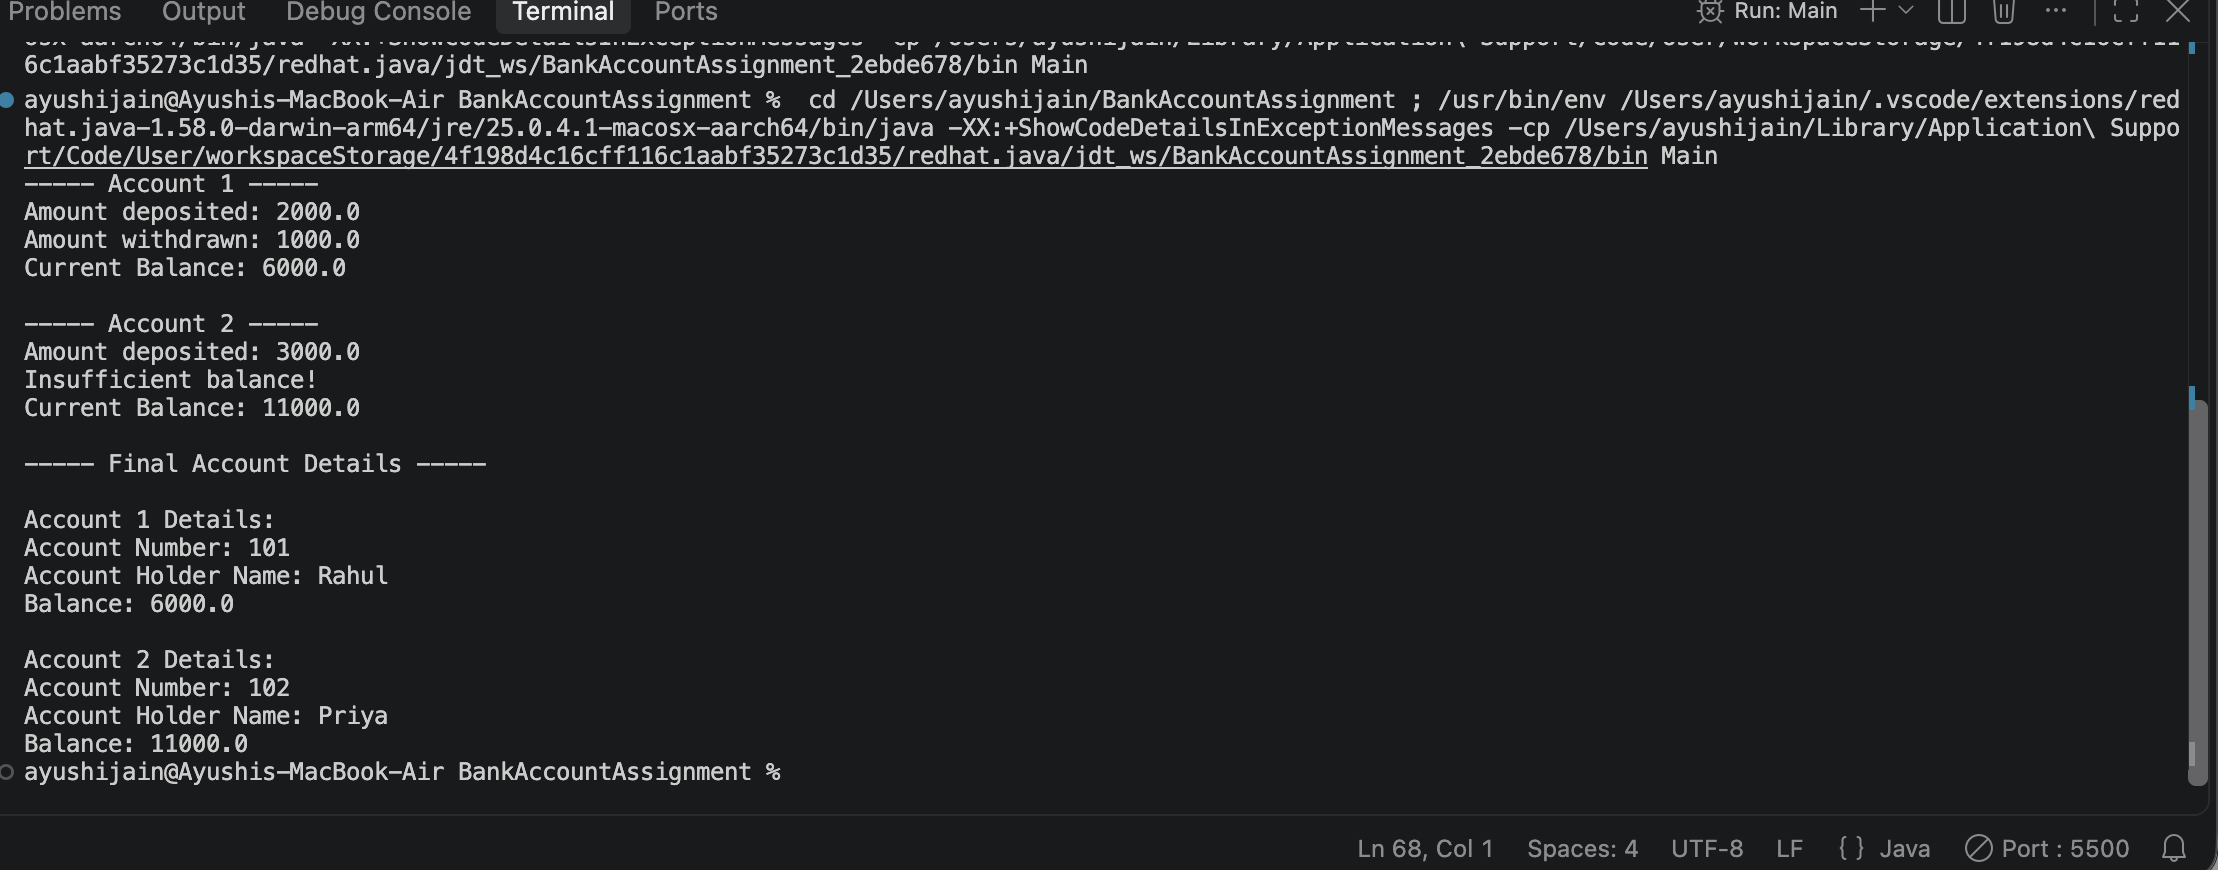 Problems Output Debug Console Terminal Ports Run: Main
6c1aabf35273c1d35/redhat.java/jdt_ws/BankAccountAssignment_2ebde678/bin Main
ayushijain@Ayushis-MacBook-Air BankAccountAssignment %  cd /Users/ayushijain/BankAccountAssignment ; /usr/bin/env /Users/ayushijain/.vscode/extensions/red
hat.java-1.58.0-darwin-arm64/jre/25.0.4.1-macosx-aarch64/bin/java -XX:+ShowCodeDetailsInExceptionMessages -cp /Users/ayushijain/Library/Application\ Suppo
rt/Code/User/workspaceStorage/4f198d4c16cff116c1aabf35273c1d35/redhat.java/jdt_ws/BankAccountAssignment_2ebde678/bin Main
----- Account 1 -----
Amount deposited: 2000.0
Amount withdrawn: 1000.0
Current Balance: 6000.0
----- Account 2 -----
Amount deposited: 3000.0
Insufficient balance!
Current Balance: 11000.0
----- Final Account Details -----
Account 1 Details:
Account Number: 101
Account Holder Name: Rahul
Balance: 6000.0
Account 2 Details:
Account Number: 102
Account Holder Name: Priya
Balance: 11000.0
ayushijain@Ayushis-MacBook-Air BankAccountAssignment %
Ln 68, Col 1 Spaces: 4 UTF-8 LF {} Java Port : 5500